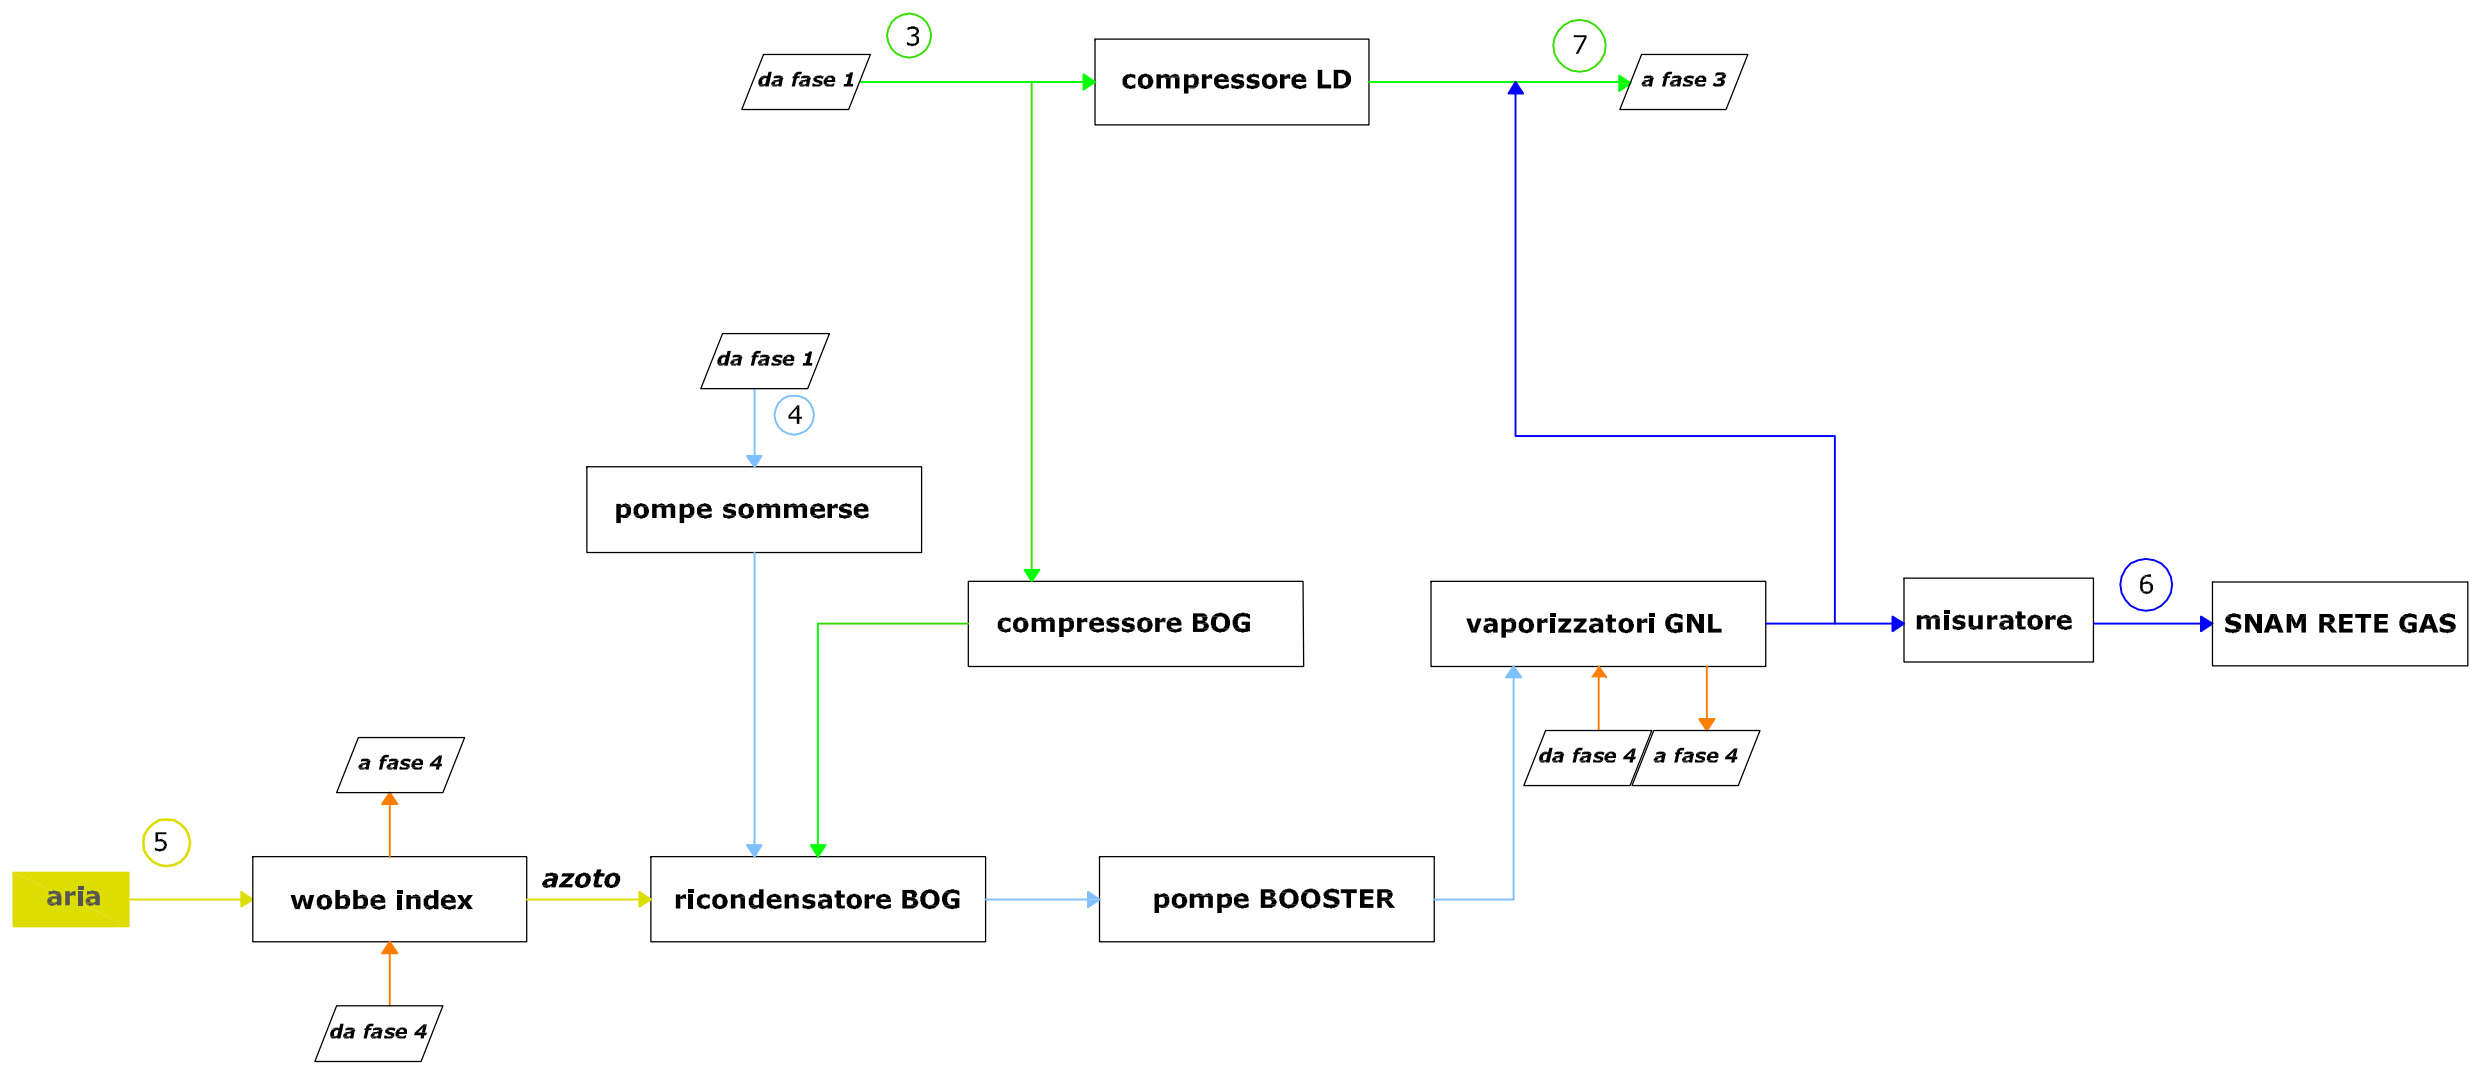 3
7
da fase 1
compressore LD
a fase 3
da fase 1
4
pompe sommerse
6
compressore BOG
vaporizzatori GNL
misuratore
SNAM RETE GAS
a fase 4
da fase 4
a fase 4
5
aria
wobbe index
azoto
ricondensatore BOG
pompe BOOSTER
da fase 4